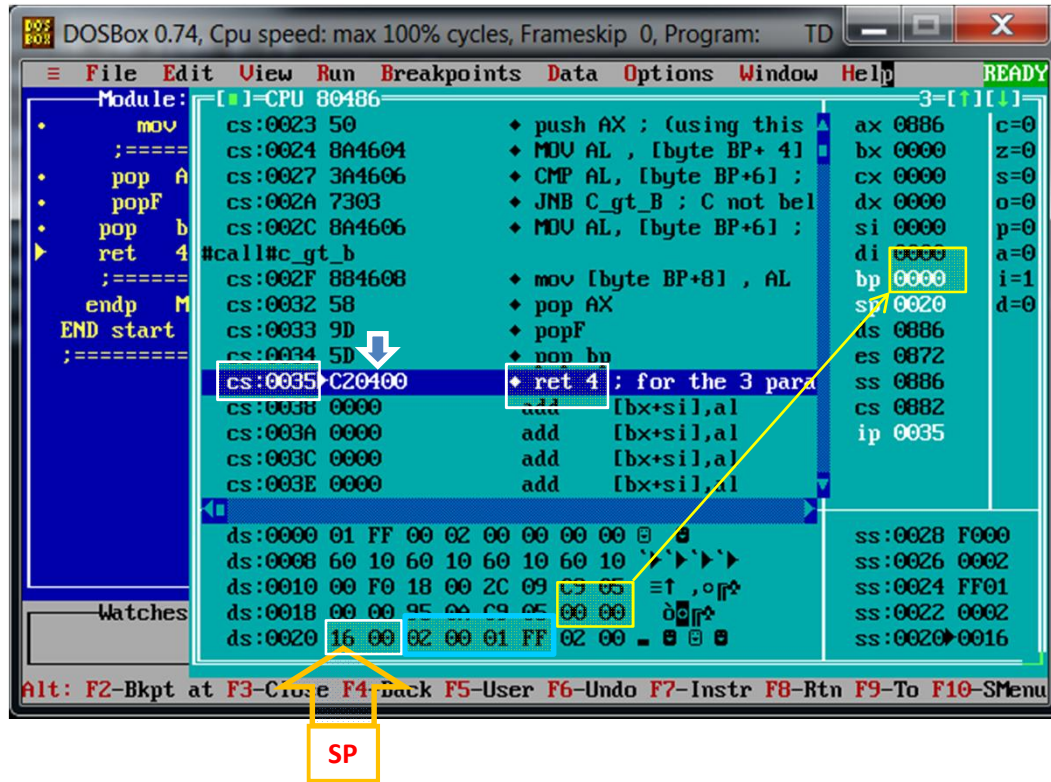 DOSBox 0.74, Cpu speed: max 100% cycles, Frameskip 0, Program: TD
≡ File Edit View Run Breakpoints Data Options Window Help READY
Module: [■]=CPU 80486 3=[↑][↓]
mov cs:0023 50 push AX ; (using this ax 0886 c=0
;===== cs:0024 8A4604 MOV AL , [byte BP+ 4] bx 0000 z=0
pop A cs:0027 3A4606 CMP AL, [byte BP+6] ; cx 0000 s=0
popF cs:002A 7303 JNB C_gt_B ; C not bel dx 0000 o=0
pop b cs:002C 8A4606 MOV AL, [byte BP+6] ; si 0000 p=0
ret 4 #call#c_gt_b di 0000 a=0
;===== cs:002F 884608 mov [byte BP+8] , AL bp 0000 i=1
endp M cs:0032 58 pop AX sp 0020 d=0
END start cs:0033 9D popF ds 0886
;========= cs:0034 5D pop bp es 0872
cs:0035 C20400 ret 4 ; for the 3 para ss 0886
cs:0038 0000 add [bx+si],al cs 0882
cs:003A 0000 add [bx+si],al ip 0035
cs:003C 0000 add [bx+si],al
cs:003E 0000 add [bx+si],al
ds:0000 01 FF 00 02 00 00 00 00 ss:0028 F000
ds:0008 60 10 60 10 60 10 60 10 ss:0026 0002
ds:0010 00 F0 18 00 2C 09 C9 05 ss:0024 FF01
Watches ds:0018 00 00 95 0A C9 05 00 00 ss:0022 0002
ds:0020 16 00 02 00 01 FF 02 00 ss:0020 0016
Alt: F2-Bkpt at F3-Close F4-Back F5-User F6-Undo F7-Instr F8-Rtn F9-To F10-SMenu
SP